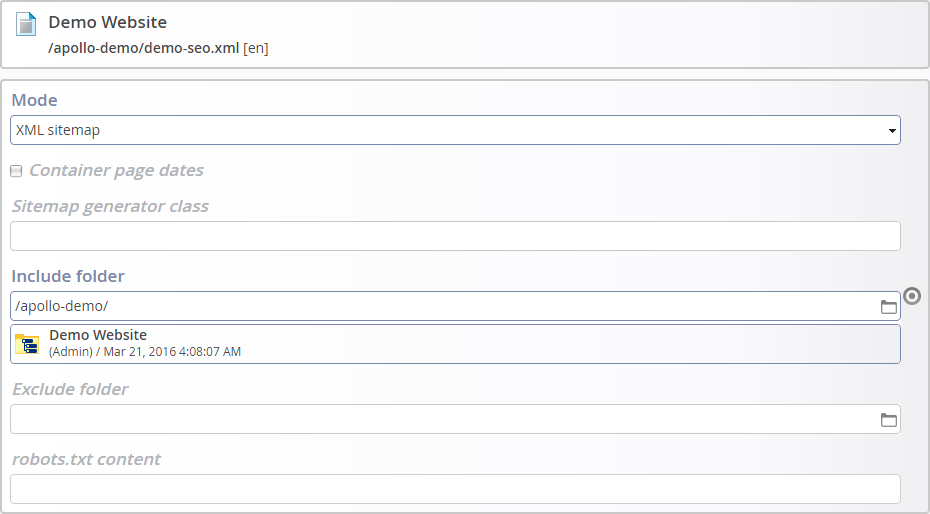 Demo Website
/apollo-demo/demo-seo.xml [en]
Mode
XML sitemap
Container page dates
Sitemap generator class
Include folder
/apollo-demo/
Demo Website
(Admin) / Mar 21, 2016 4:08:07 AM
Exclude folder
robots.txt content